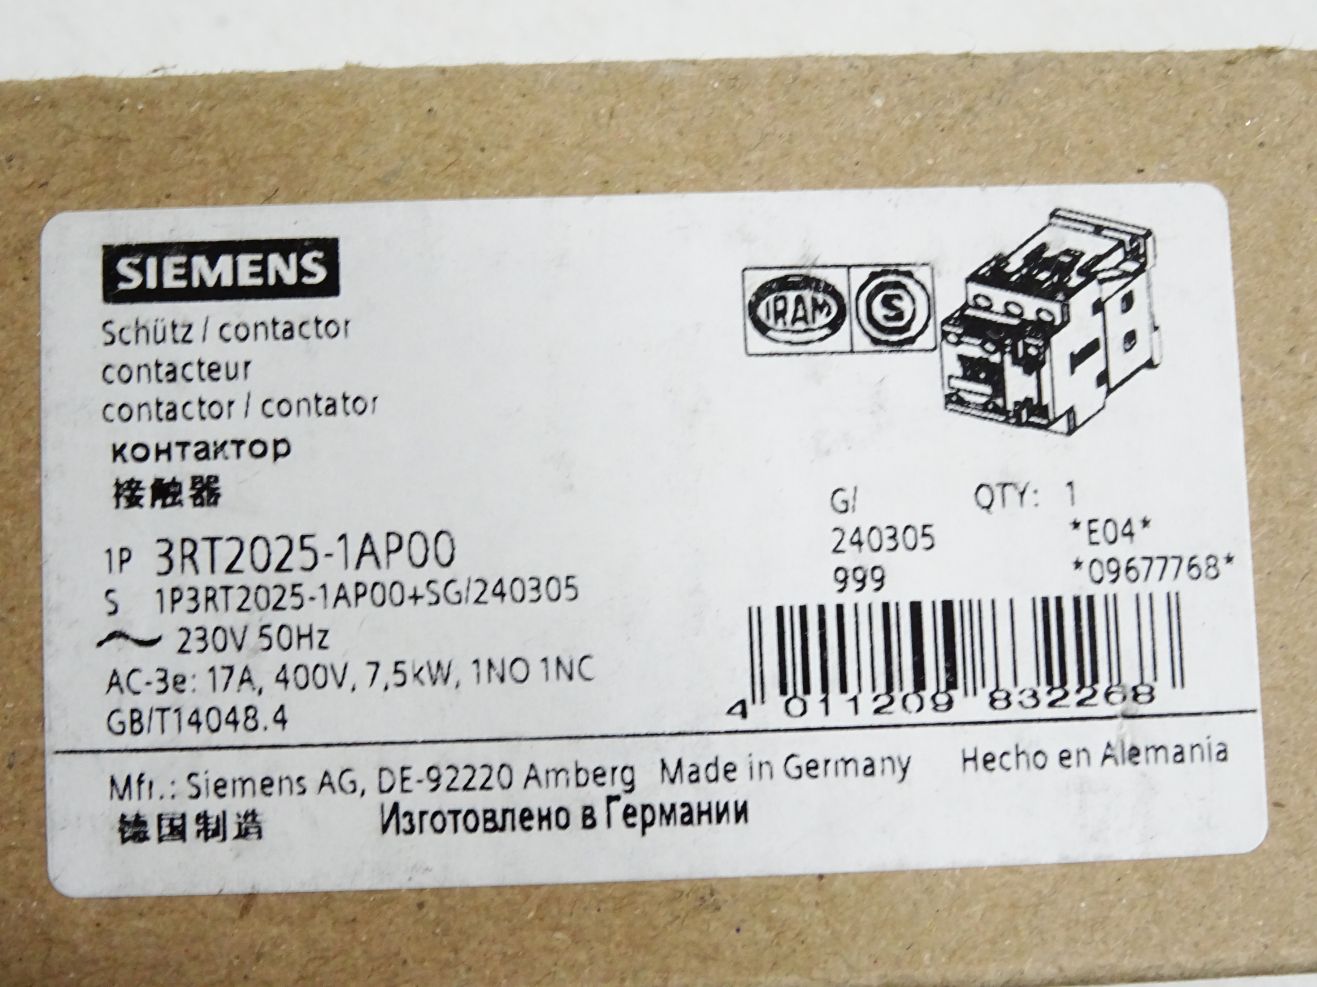 SIEMENS
Schütz / contactor
contacteur
contactor / contator
контактор
接触器
IRAM S
G/ QTY: 1
240305 *E04*
999 *09677768*
1P 3RT2025-1AP00
S 1P3RT2025-1AP00+SG/240305
~ 230V 50Hz
AC-3e: 17A, 400V, 7,5kW, 1NO 1NC
GB/T14048.4
4 011209 832268
Mfr.: Siemens AG, DE-92220 Amberg Made in Germany Hecho en Alemania
德国制造 Изготовлено в Германии